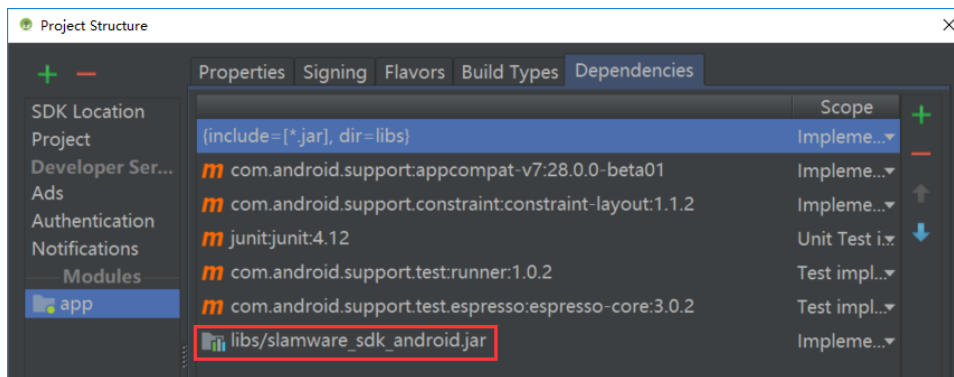 Project Structure
Properties Signing Flavors Build Types Dependencies
SDK Location
Project
Developer Ser...
Ads
Authentication
Notifications
Modules
app
Scope
{include=[*.jar], dir=libs} Impleme...
m com.android.support:appcompat-v7:28.0.0-beta01 Impleme...
m com.android.support.constraint:constraint-layout:1.1.2 Impleme...
m junit:junit:4.12 Unit Test i...
m com.android.support.test:runner:1.0.2 Test impl...
m com.android.support.test.espresso:espresso-core:3.0.2 Test impl...
libs/slamware_sdk_android.jar Impleme...